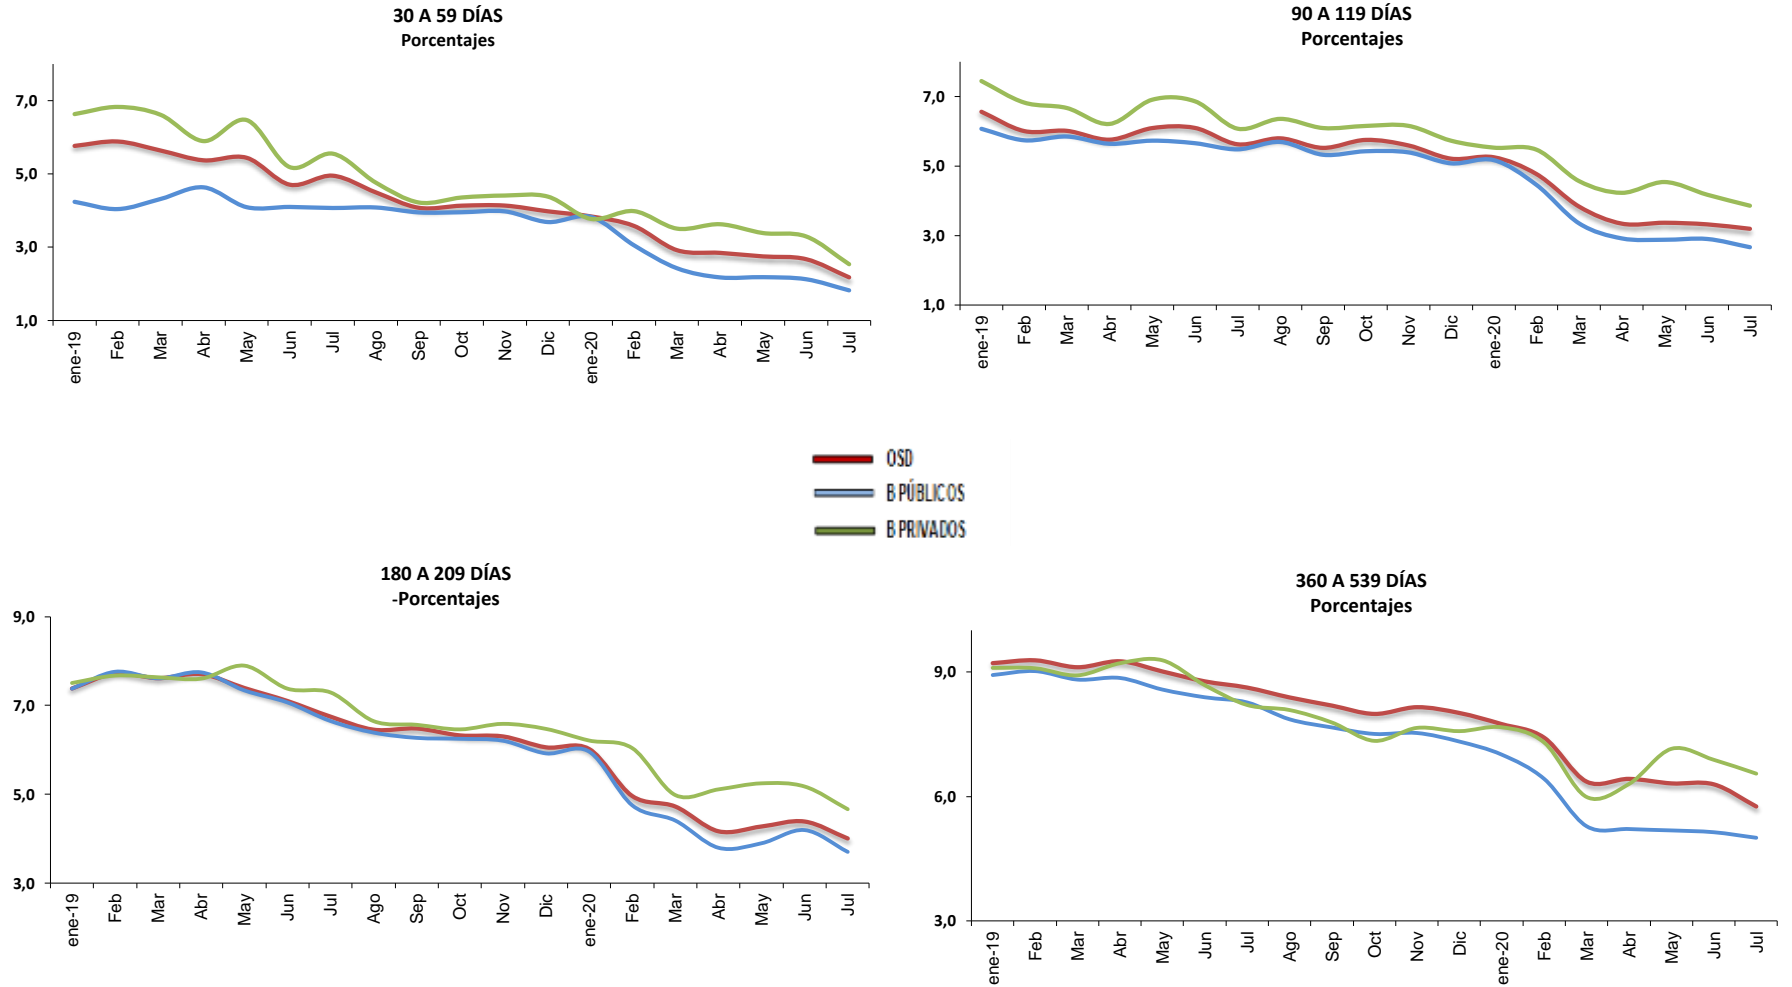 30 A 59 DÍAS
Porcentajes
7,0
5,0
3,0
1,0
ene-19
Feb
Mar
Abr
May
Jun
Jul
Ago
Sep
Oct
Nov
Dic
ene-20
Feb
Mar
Abr
May
Jun
Jul
90 A 119 DÍAS
Porcentajes
7,0
5,0
3,0
1,0
ene-19
Feb
Mar
Abr
May
Jun
Jul
Ago
Sep
Oct
Nov
Dic
ene-20
Feb
Mar
Abr
May
Jun
Jul
OSD
B PÚBLICOS
B PRIVADOS
180 A 209 DÍAS
-Porcentajes
9,0
7,0
5,0
3,0
ene-19
Feb
Mar
Abr
May
Jun
Jul
Ago
Sep
Oct
Nov
Dic
ene-20
Feb
Mar
Abr
May
Jun
Jul
360 A 539 DÍAS
Porcentajes
9,0
6,0
3,0
ene-19
Feb
Mar
Abr
May
Jun
Jul
Ago
Sep
Oct
Nov
Dic
ene-20
Feb
Mar
Abr
May
Jun
Jul